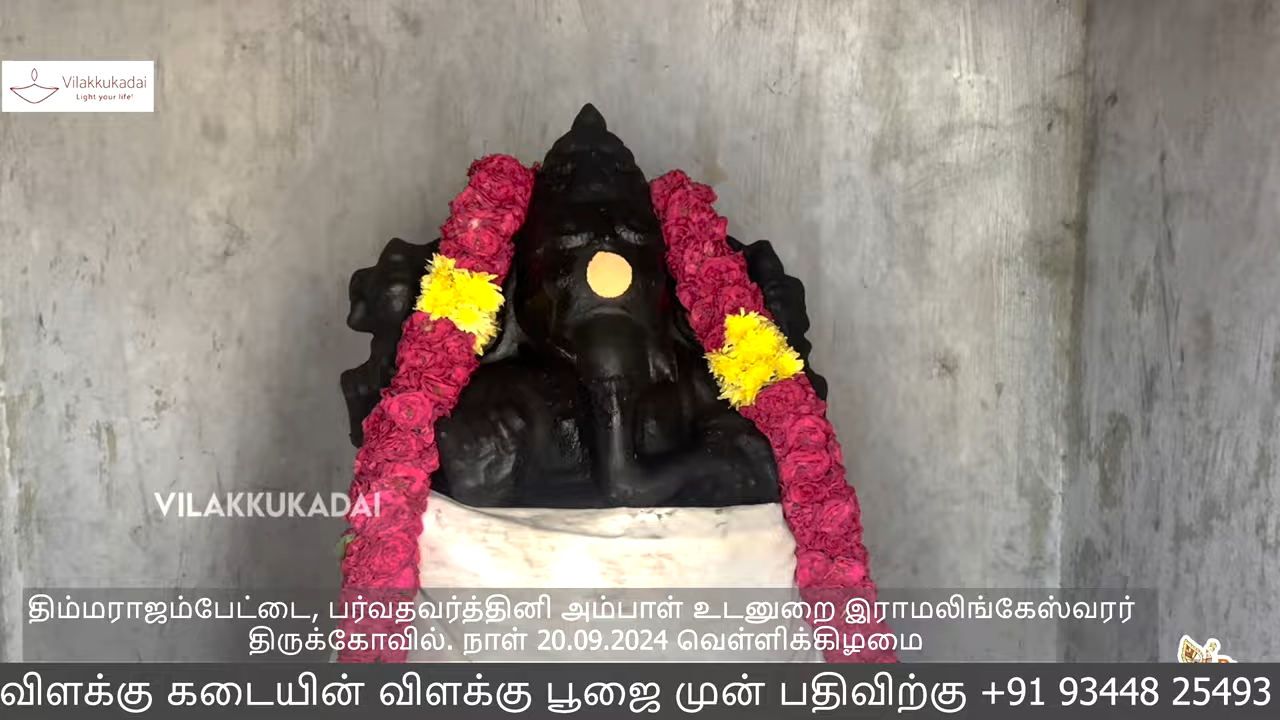 Vilakkukadai
Light your life!
VILAKKUKADAI
திம்மராஜம்பேட்டை, பர்வதவர்த்தினி அம்பாள் உடனுறை இராமலிங்கேஸ்வரர்
திருக்கோவில். நாள் 20.09.2024 வெள்ளிக்கிழமை
விளக்கு கடையின் விளக்கு பூஜை முன் பதிவிற்கு +91 93448 25493